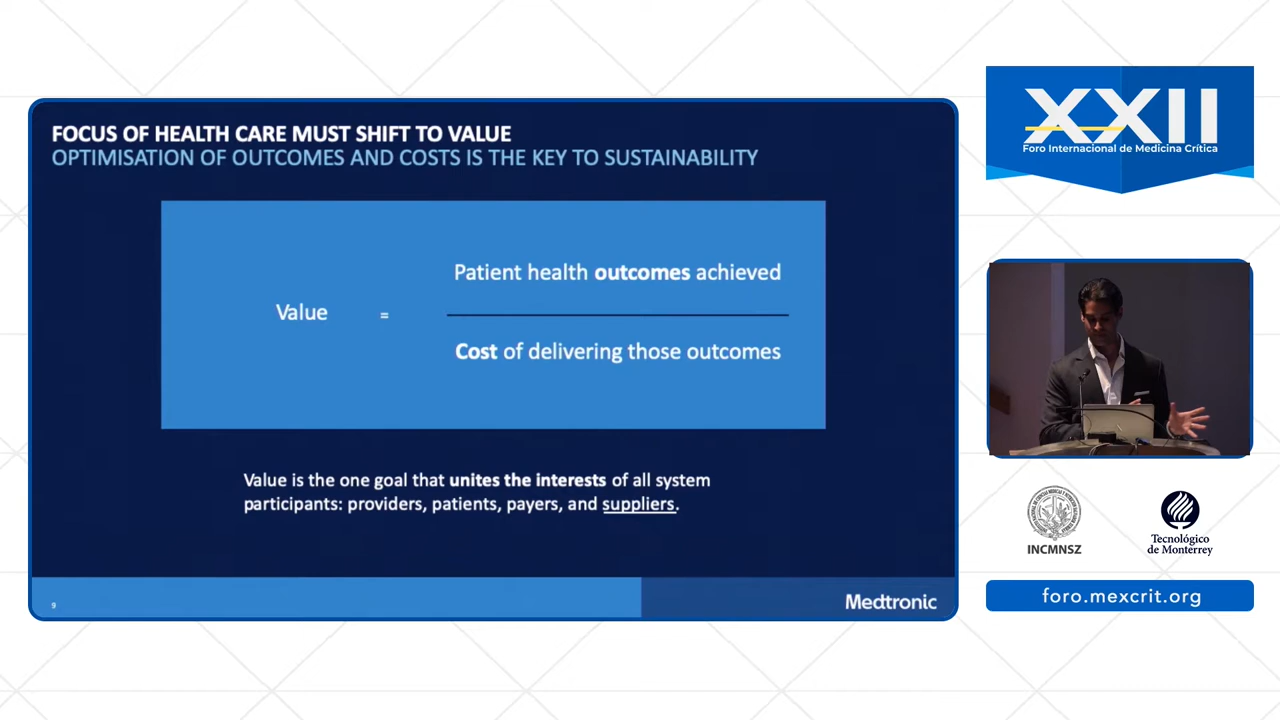 FOCUS OF HEALTH CARE MUST SHIFT TO VALUE
OPTIMISATION OF OUTCOMES AND COSTS IS THE KEY TO SUSTAINABILITY
Patient health outcomes achieved
Value =
Cost of delivering those outcomes
Value is the one goal that unites the interests of all system
participants: providers, patients, payers, and suppliers.
9
Medtronic
XXII
Foro Internacional de Medicina Crítica
INCMNSZ
Tecnológico
de Monterrey
foro.mexcrit.org